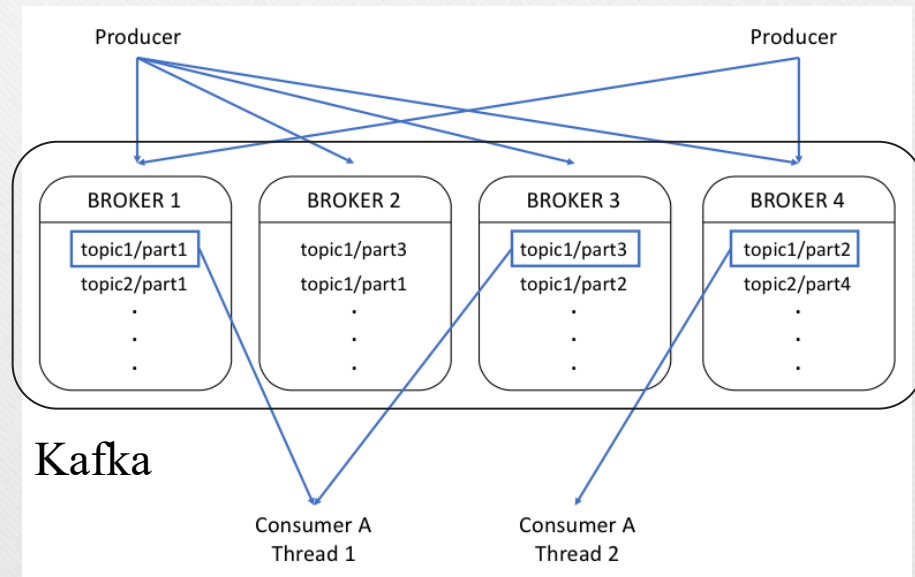 Producer
Producer
BROKER 1
topic1/part1
topic2/part1
.
.
.
BROKER 2
topic1/part3
topic1/part1
.
.
.
BROKER 3
topic1/part3
topic1/part2
.
.
.
BROKER 4
topic1/part2
topic2/part4
.
.
.
Kafka
Consumer A
Thread 1
Consumer A
Thread 2